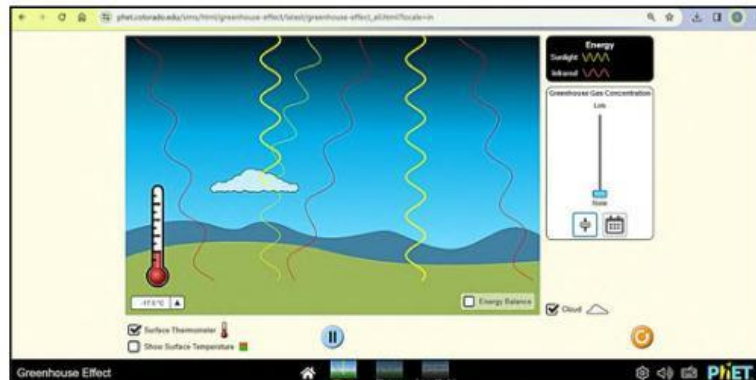 phet.colorado.edu/sims/html/greenhouse-effect/latest/greenhouse-effect_all.html?locale=in
Energy
Sunlight
Infrared
Greenhouse Gas Concentration
Lots
None
Energy Balance
Cloud
Surface Thermometer
Show Surface Temperature
Greenhouse Effect
PhET